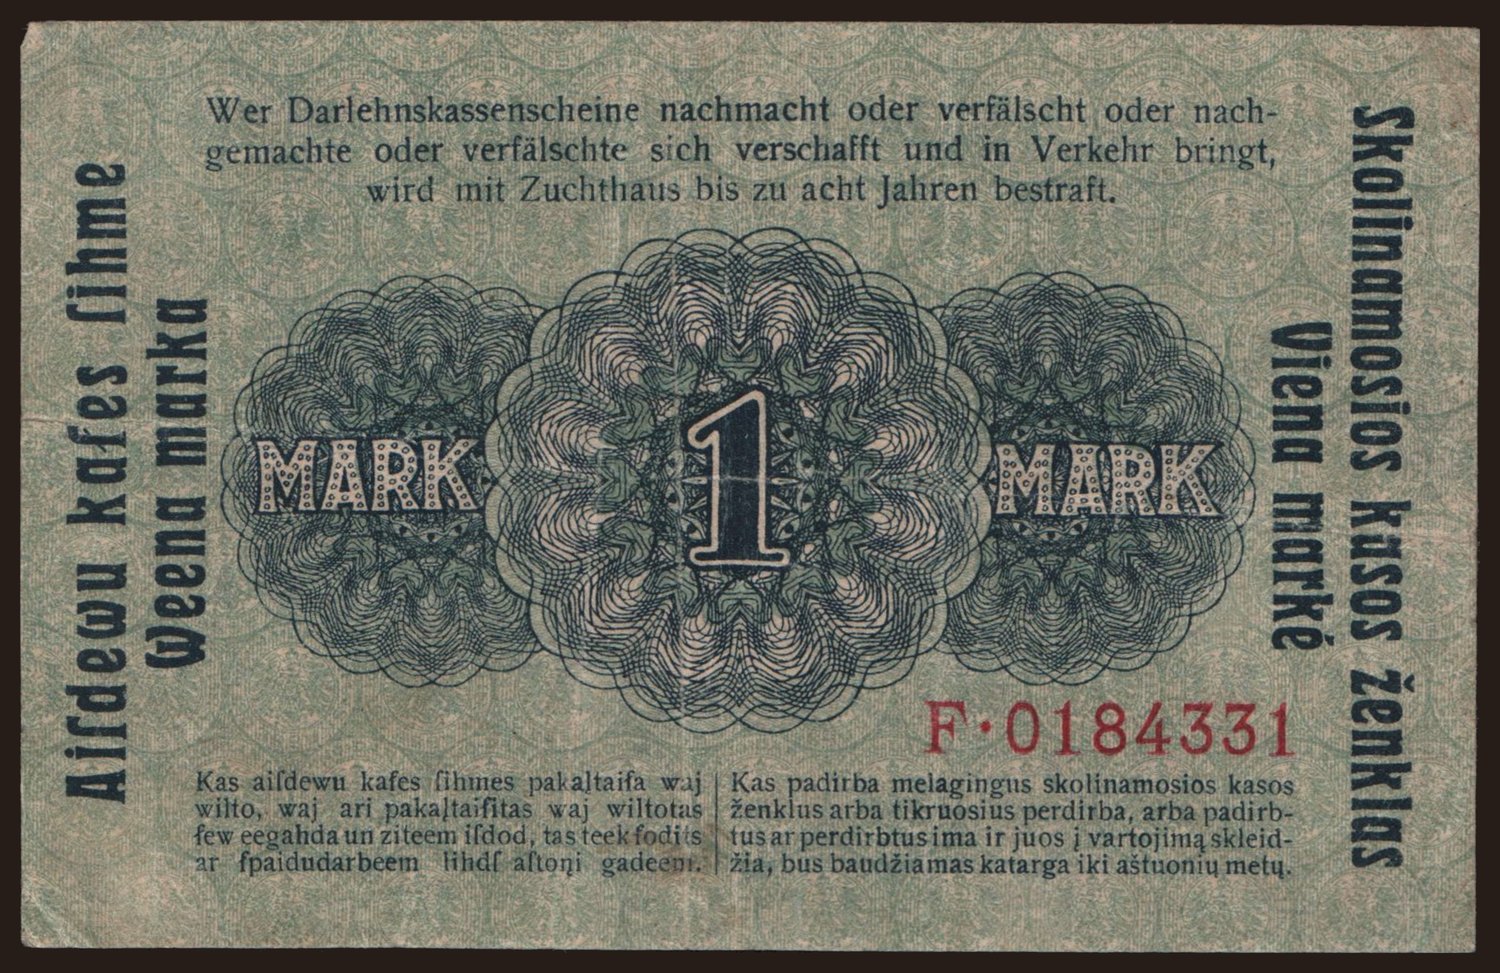 Wer Darlehnskassenscheine nachmacht oder verfälscht oder nach-
gemachte oder verfälschte sich verschafft und in Verkehr bringt,
wird mit Zuchthaus bis zu acht Jahren bestraft.
Aiſdewu kaſes ſihme
Weena marka
MARK
1
MARK
Skolinamosios kasos ženklas
Viena markė
F·0184331
Kas aiſdewu kaſes ſihmes pakaļtaiſa waj
wilto, waj ari pakaļtaiſitas waj wiltotas
ſew eegahda un ziteem iſdod, tas teek ſodits
ar ſpaidudarbeem lihdſ aſtoņi gadeem.
Kas padirba melagingus skolinamosios kasos
ženklus arba tikruosius perdirba, arba padirb-
tus ar perdirbtus ima ir juos į vartojimą skleid-
žia, bus baudžiamas katarga iki aštuonių metų.